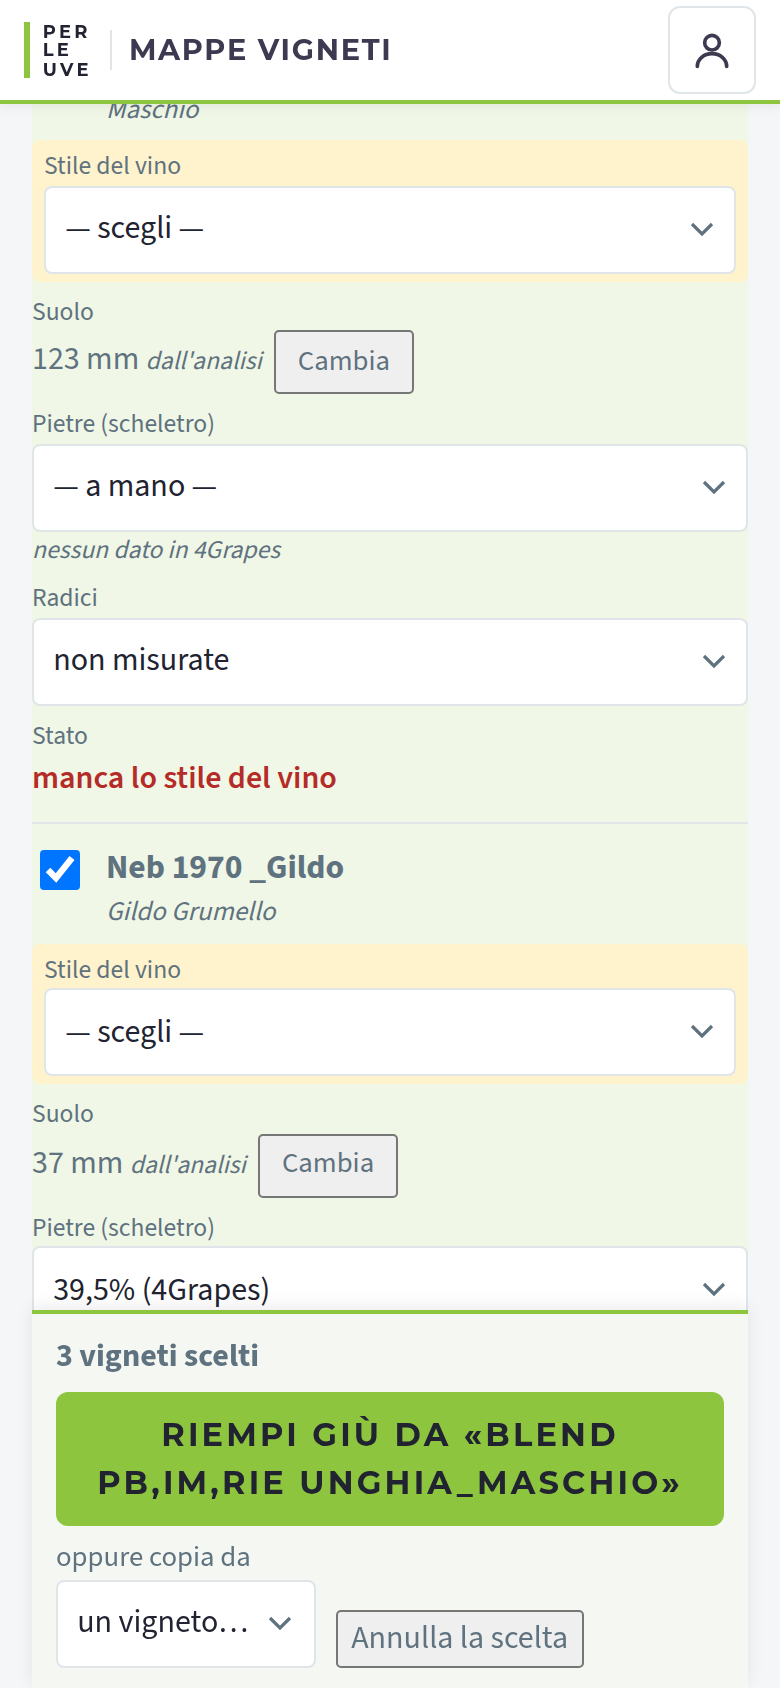 PER
LE
UVE
MAPPE VIGNETI
Maschio
Stile del vino
— scegli —
Suolo
123 mm dall'analisi
Cambia
Pietre (scheletro)
— a mano —
nessun dato in 4Grapes
Radici
non misurate
Stato
manca lo stile del vino
Neb 1970 _Gildo
Gildo Grumello
Stile del vino
— scegli —
Suolo
37 mm dall'analisi
Cambia
Pietre (scheletro)
39,5% (4Grapes)
3 vigneti scelti
RIEMPI GIÙ DA «BLEND
PB,IM,RIE UNGHIA_MASCHIO»
oppure copia da
un vigneto...
Annulla la scelta